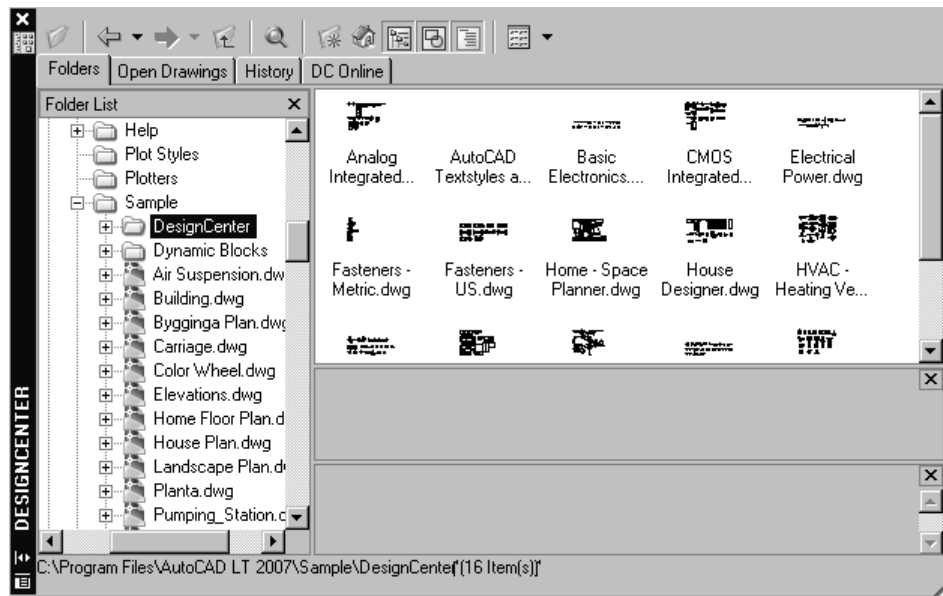 Folders Open Drawings History DC Online
Folder List
Help
Plot Styles
Plotters
Sample
DesignCenter
Dynamic Blocks
Air Suspension.dw
Building.dwg
Bygginga Plan.dwg
Carriage.dwg
Color Wheel.dwg
Elevations.dwg
Home Floor Plan.d
House Plan.dwg
Landscape Plan.d
Planta.dwg
Pumping_Station.c
Analog AutoCAD Basic CMOS Electrical
Integrated... Textstyles a... Electronics.... Integrated... Power.dwg
Fasteners - Fasteners - Home - Space House HVAC -
Metric.dwg US.dwg Planner.dwg Designer.dwg Heating Ve...
DESIGNCENTER
C:\Program Files\AutoCAD LT 2007\Sample\DesignCenter (16 Item(s))